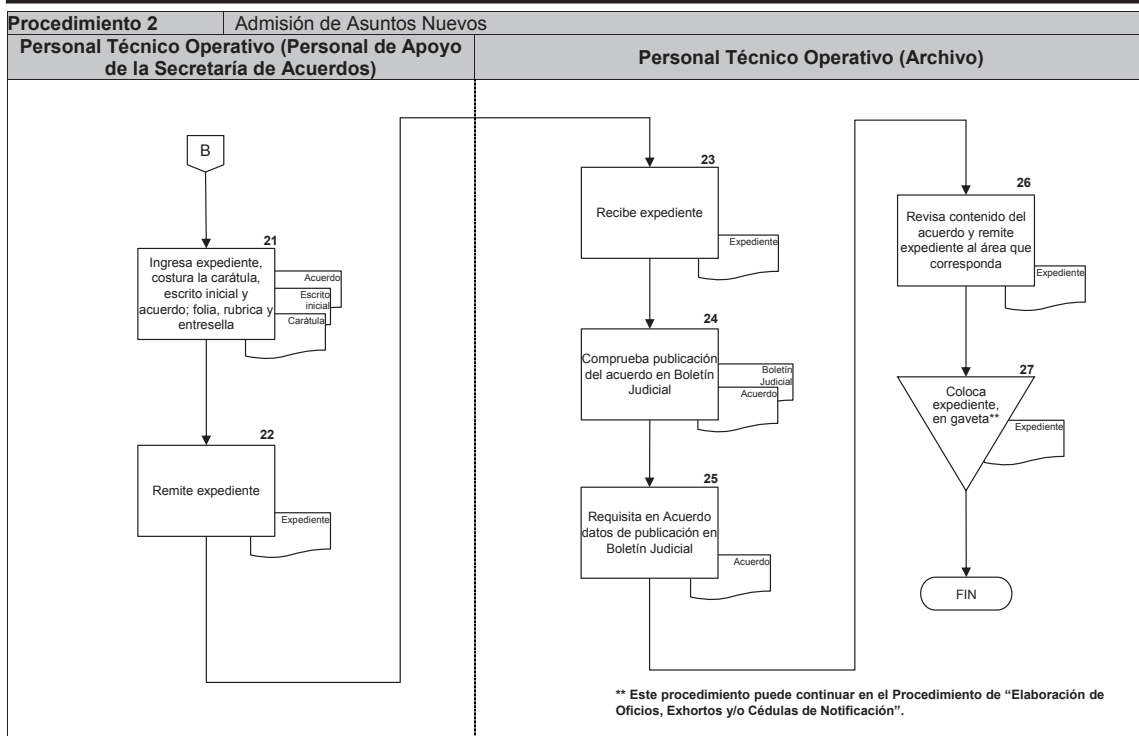 Procedimiento 2 Admisión de Asuntos Nuevos
Personal Técnico Operativo (Personal de Apoyo
de la Secretaría de Acuerdos)
Personal Técnico Operativo (Archivo)
B
21
Ingresa expediente,
costura la carátula,
escrito inicial y
acuerdo; folia, rubrica y
entresella
Acuerdo
Escrito
inicial
Carátula
22
Remite expediente
Expediente
23
Recibe expediente
Expediente
24
Comprueba publicación
del acuerdo en Boletín
Judicial
Boletín
Judicial
Acuerdo
25
Requisita en Acuerdo
datos de publicación en
Boletín Judicial
Acuerdo
26
Revisa contenido del
acuerdo y remite
expediente al área que
corresponda
Expediente
27
Coloca
expediente,
en gaveta**
Expediente
FIN
** Este procedimiento puede continuar en el Procedimiento de “Elaboración de
Oficios, Exhortos y/o Cédulas de Notificación”.